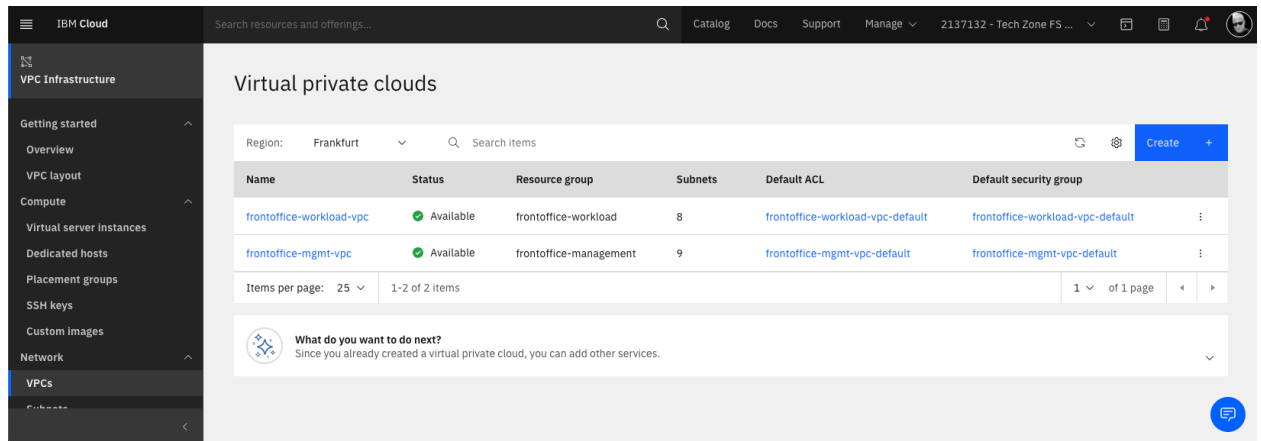 IBM Cloud
Search resources and offerings...
Catalog
Docs
Support
Manage
2137132 - Tech Zone FS ...
VPC Infrastructure
Getting started
Overview
VPC layout
Compute
Virtual server instances
Dedicated hosts
Placement groups
SSH keys
Custom images
Network
VPCs
Subnets
Virtual private clouds
Region: Frankfurt
Search items
Create +
Name Status Resource group Subnets Default ACL Default security group
frontoffice-workload-vpc Available frontoffice-workload 8 frontoffice-workload-vpc-default frontoffice-workload-vpc-default
frontoffice-mgmt-vpc Available frontoffice-management 9 frontoffice-mgmt-vpc-default frontoffice-mgmt-vpc-default
Items per page: 25 1-2 of 2 items 1 of 1 page
What do you want to do next?
Since you already created a virtual private cloud, you can add other services.